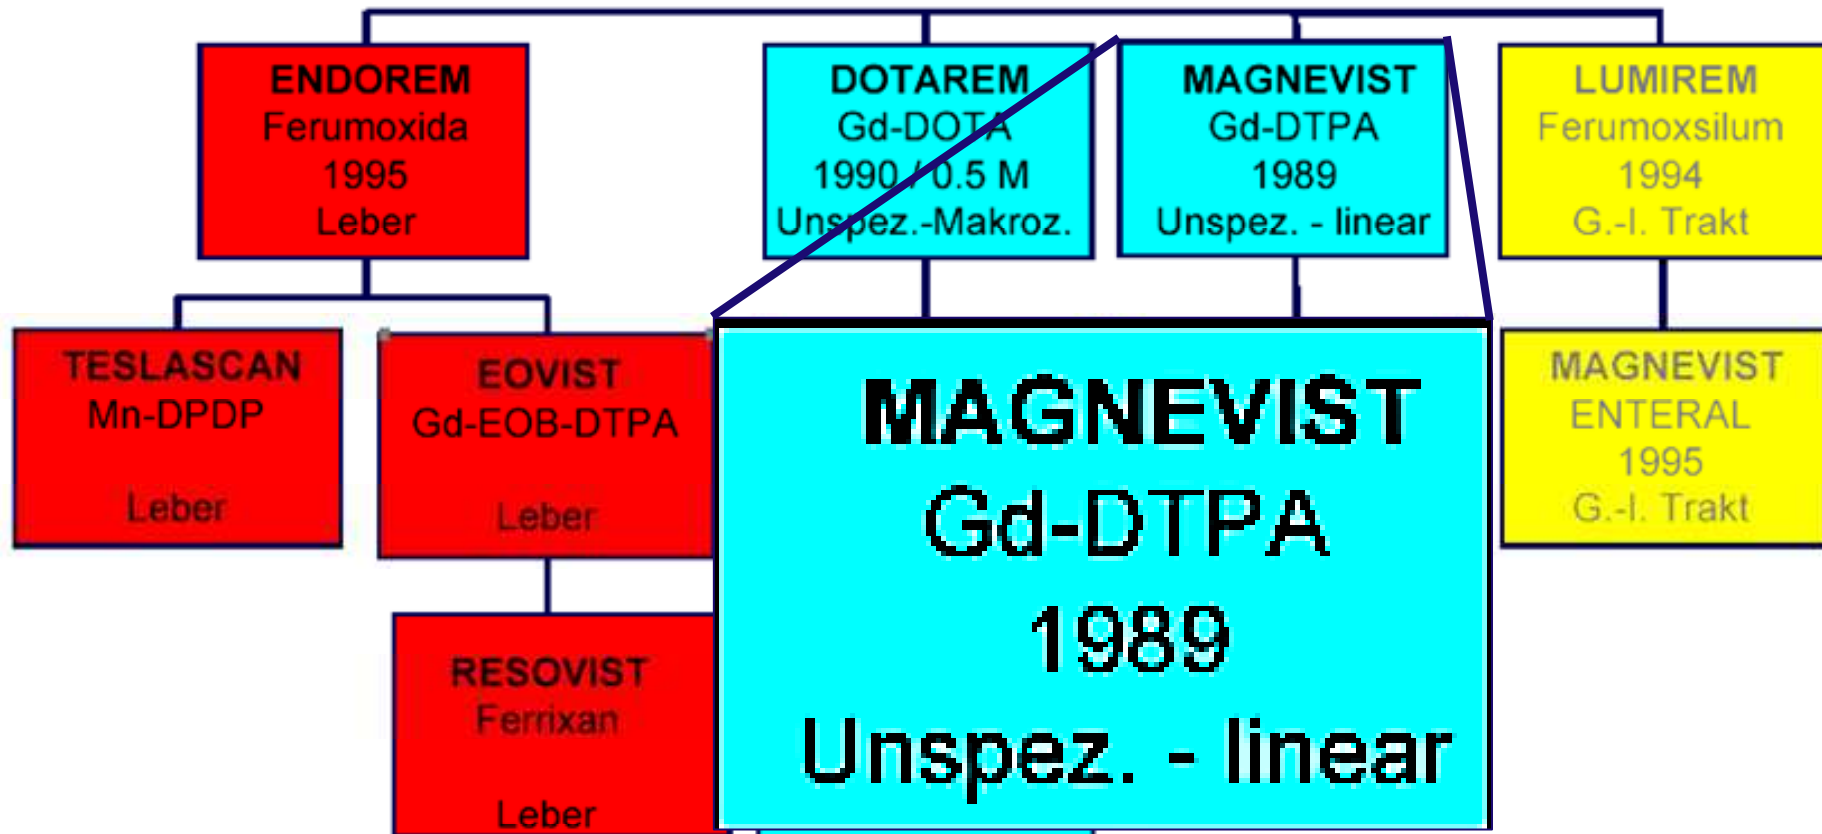 ENDOREM
Ferumoxida
1995
Leber
DOTAREM
Gd-DOTA
1990 / 0.5 M
Unspez.-Makroz.
MAGNEVIST
Gd-DTPA
1989
Unspez. - linear
LUMIREM
Ferumoxsilum
1994
G.-I. Trakt
TESLASCAN
Mn-DPDP
Leber
EOVIST
Gd-EOB-DTPA
Leber
MAGNEVIST
Gd-DTPA
1989
Unspez. - linear
MAGNEVIST
ENTERAL
1995
G.-I. Trakt
RESOVIST
Ferrixan
Leber